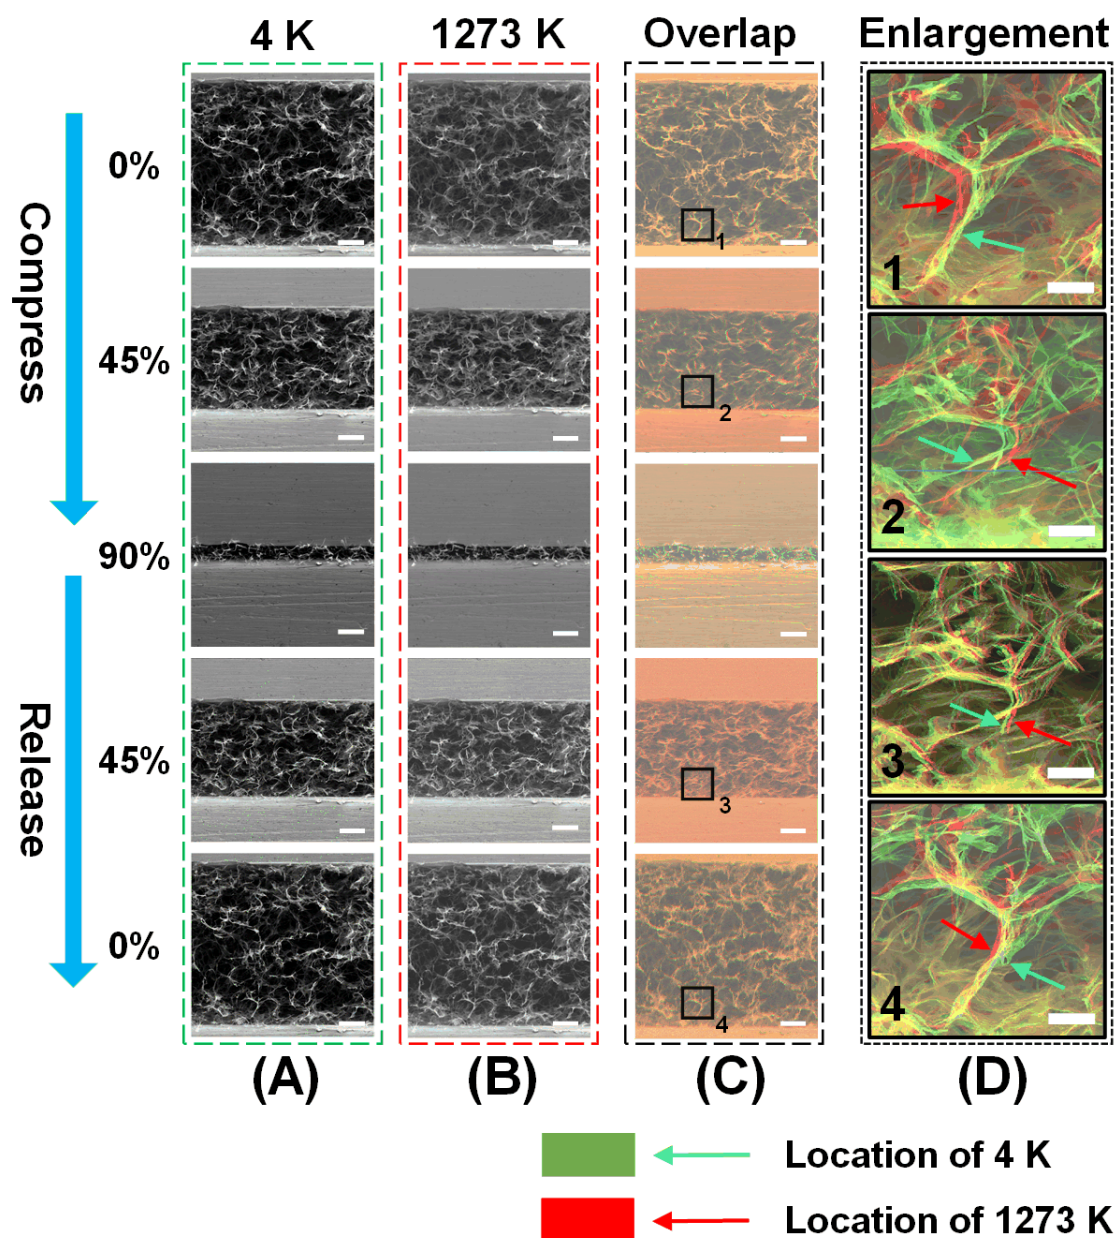 4 K
1273 K
Overlap
Enlargement
Compress
Release
0%
45%
90%
45%
0%
1
2
3
4
1
2
3
4
(A)
(B)
(C)
(D)
Location of 4 K
Location of 1273 K